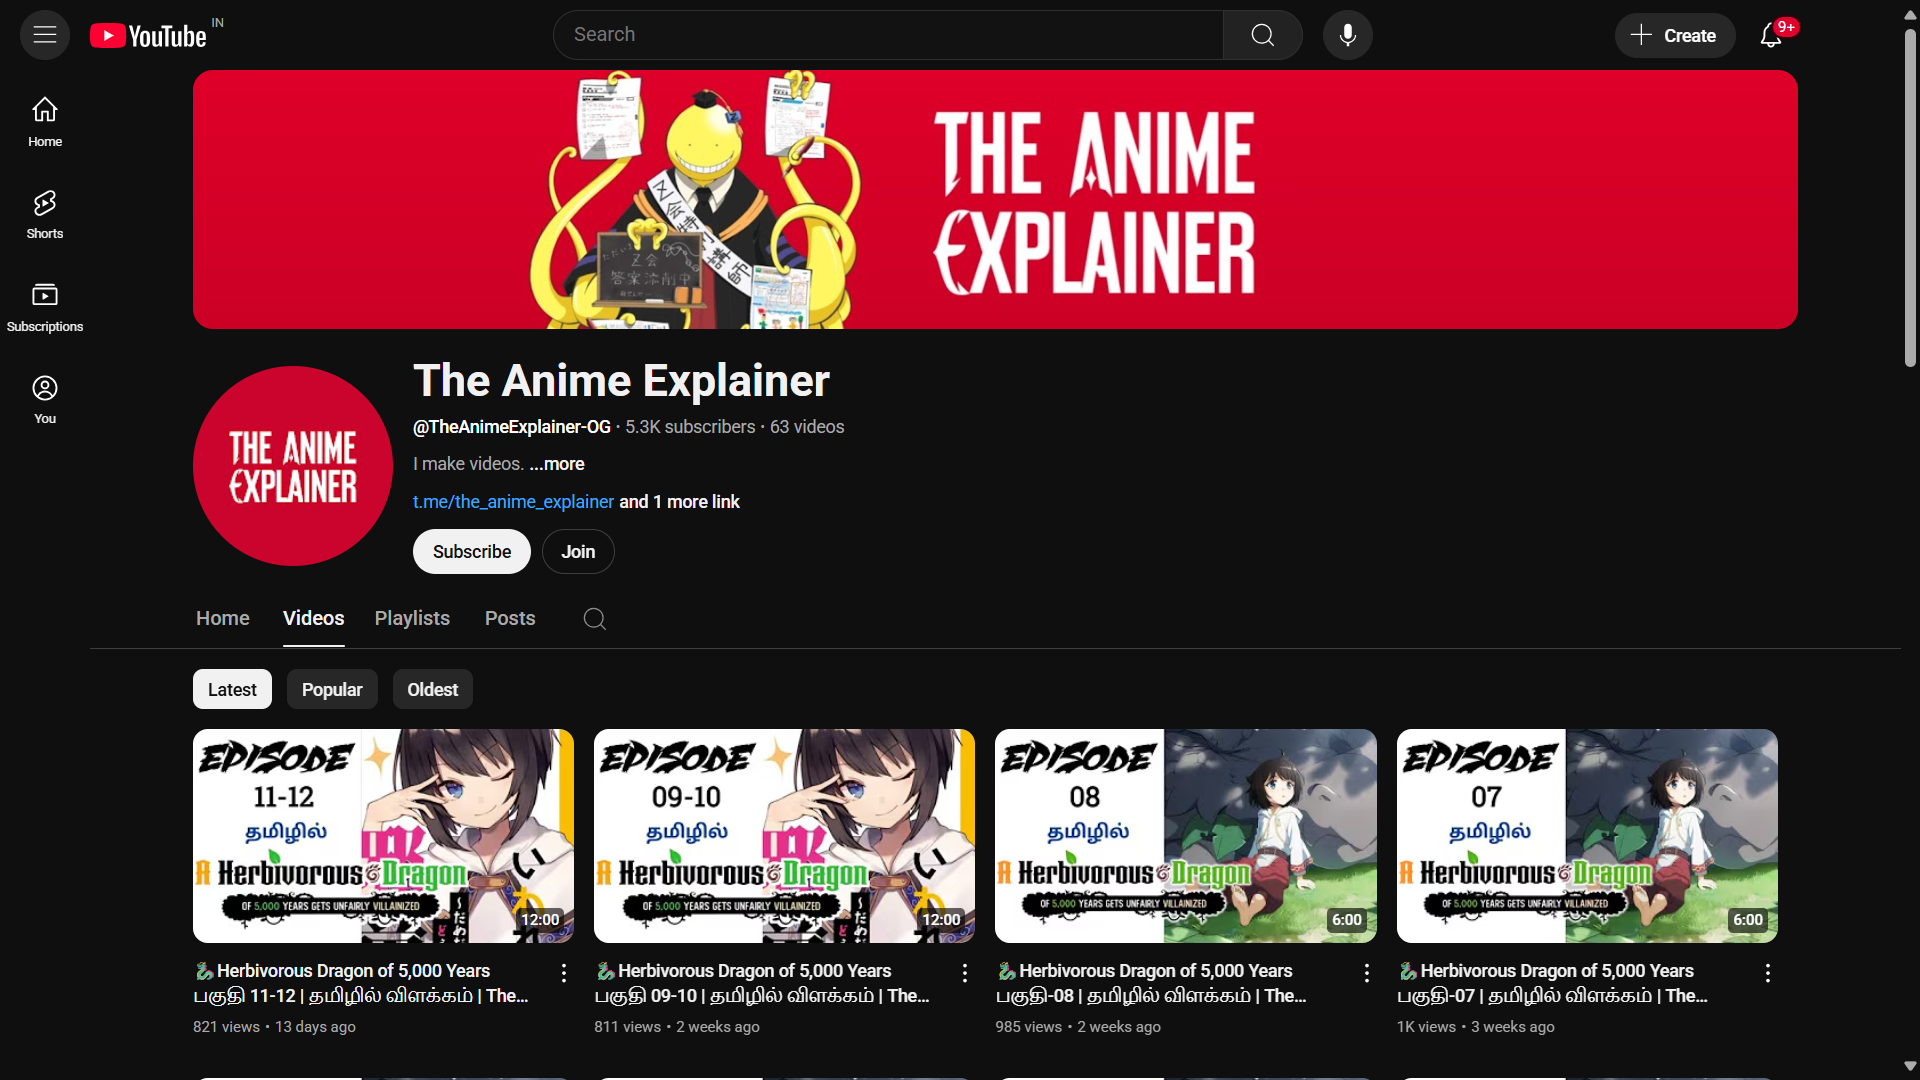 YouTube IN
Search
Create
9+
Home
Shorts
Subscriptions
You
THE ANIME
EXPLAINER
THE ANIME
EXPLAINER
The Anime Explainer
@TheAnimeExplainer-OG · 5.3K subscribers · 63 videos
I make videos. ...more
t.me/the_anime_explainer and 1 more link
Subscribe
Join
Home
Videos
Playlists
Posts
Latest
Popular
Oldest
EPISODE
11-12
தமிழில்
A Herbivorous Dragon
OF 5,000 YEARS GETS UNFAIRLY VILLAINIZED
12:00
EPISODE
09-10
தமிழில்
A Herbivorous Dragon
OF 5,000 YEARS GETS UNFAIRLY VILLAINIZED
12:00
EPISODE
08
தமிழில்
A Herbivorous Dragon
OF 5,000 YEARS GETS UNFAIRLY VILLAINIZED
6:00
EPISODE
07
தமிழில்
A Herbivorous Dragon
OF 5,000 YEARS GETS UNFAIRLY VILLAINIZED
6:00
🐉Herbivorous Dragon of 5,000 Years
பகுதி 11-12 | தமிழில் விளக்கம் | The...
821 views • 13 days ago
🐉Herbivorous Dragon of 5,000 Years
பகுதி 09-10 | தமிழில் விளக்கம் | The...
811 views • 2 weeks ago
🐉Herbivorous Dragon of 5,000 Years
பகுதி-08 | தமிழில் விளக்கம் | The...
985 views • 2 weeks ago
🐉Herbivorous Dragon of 5,000 Years
பகுதி-07 | தமிழில் விளக்கம் | The...
1K views • 3 weeks ago